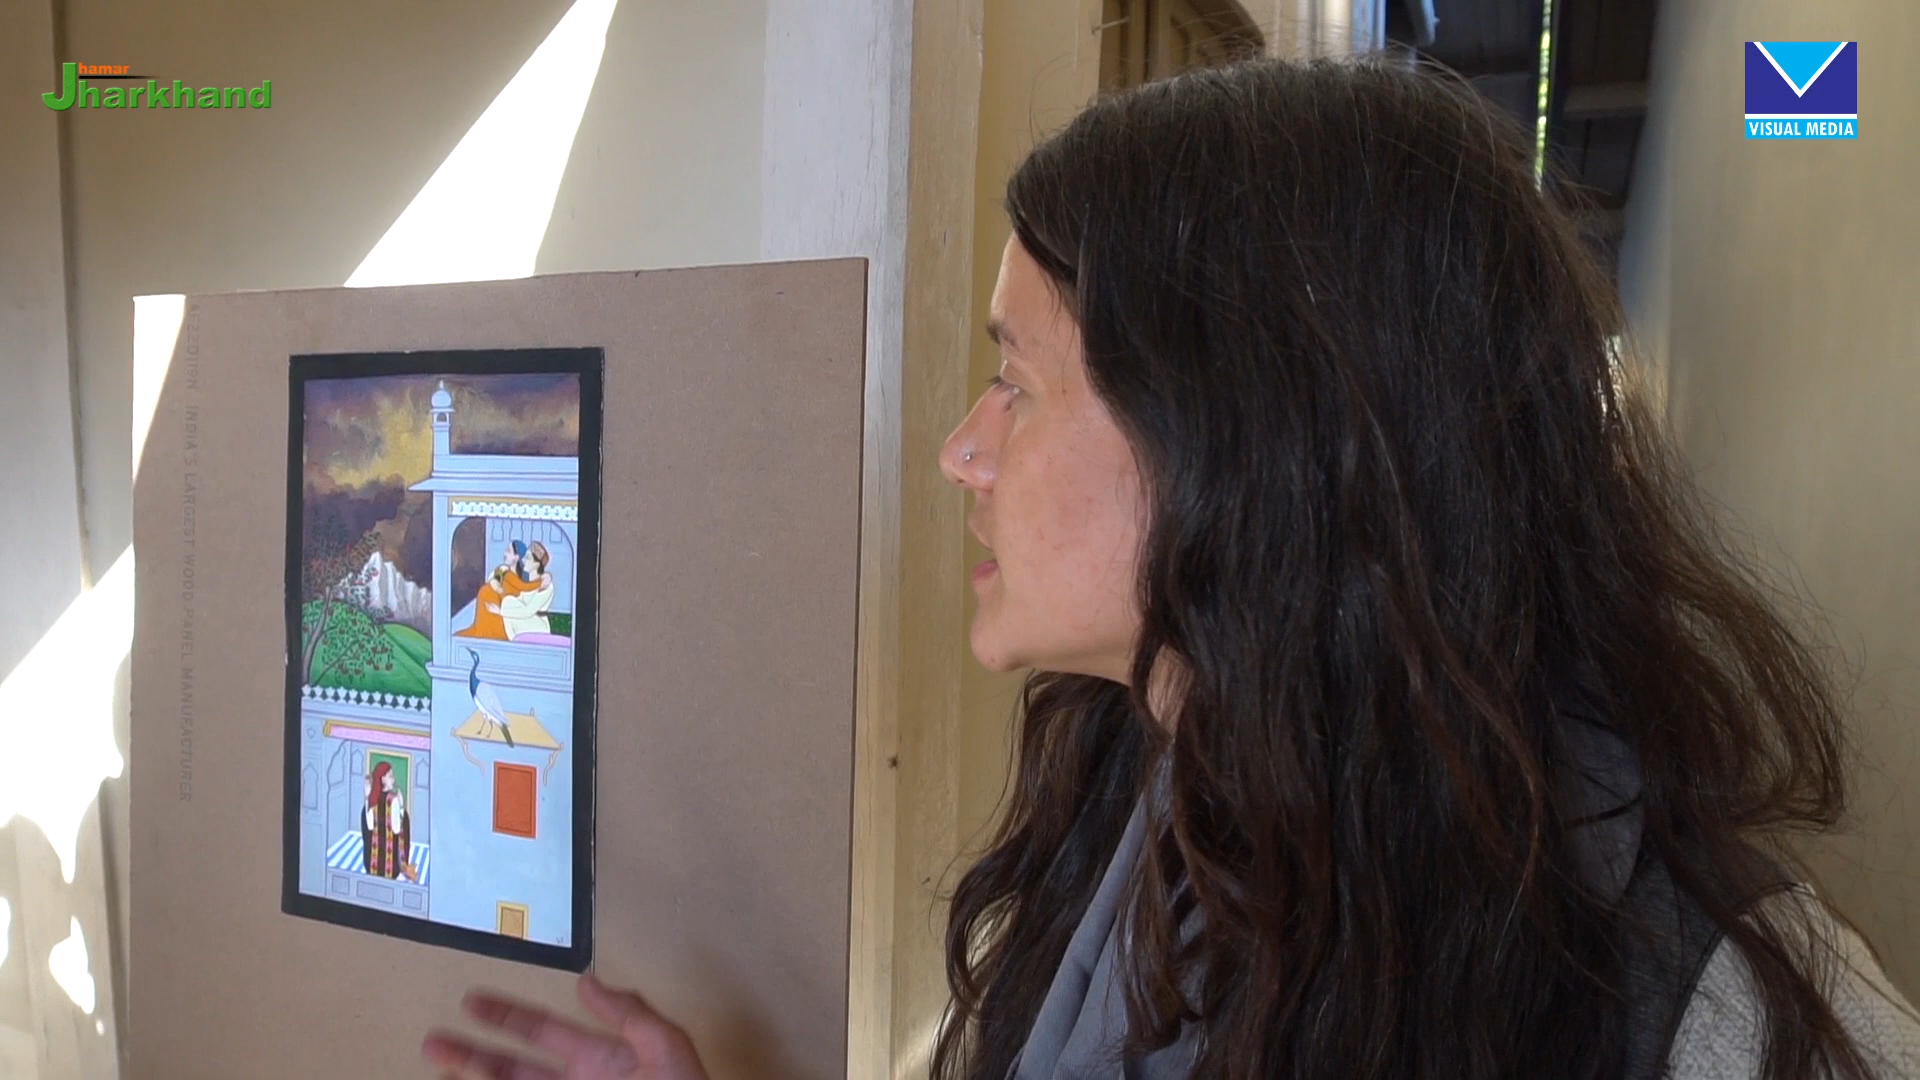 hamar
Jharkhand
VISUAL MEDIA
INDIA'S LARGEST WOOD PANEL MANUFACTURER